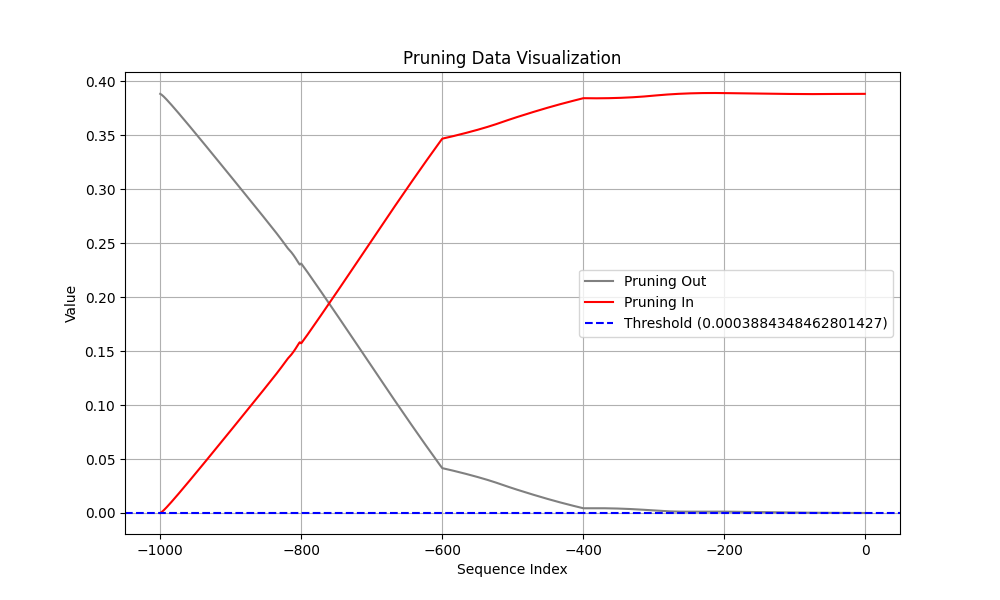 Pruning Data Visualization
0.40
0.35
0.30
0.25
0.20
0.15
0.10
0.05
0.00
Value
Pruning Out
Pruning In
Threshold (0.0003884348462801427)
−1000 −800 −600 −400 −200 0
Sequence Index